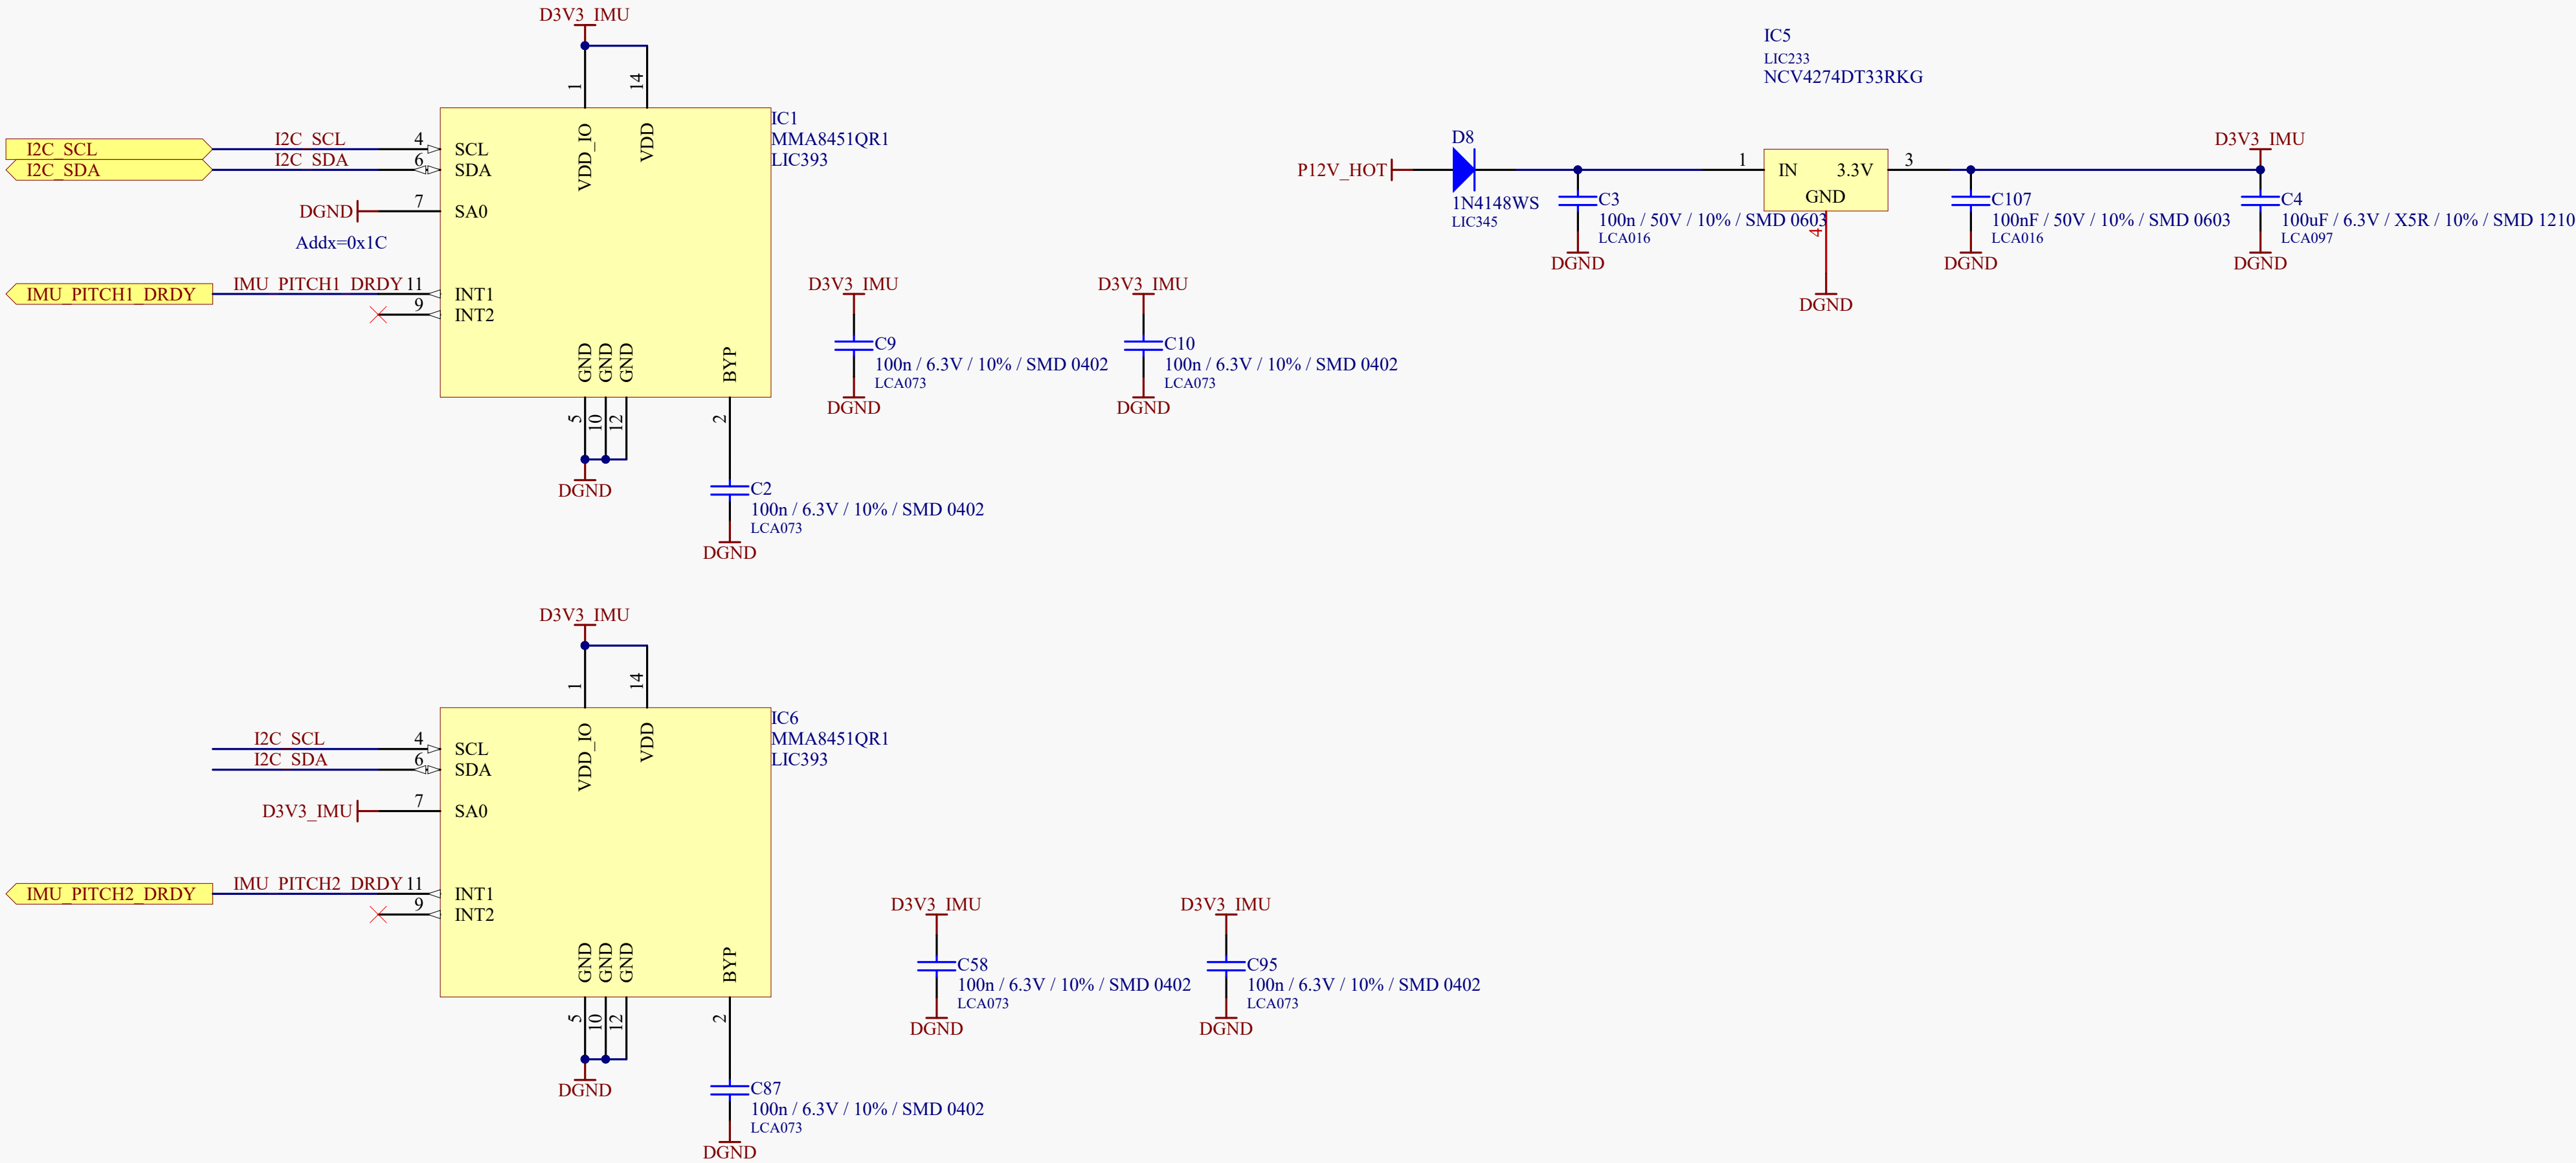 D3V3_IMU
1
14
IC1
MMA8451QR1
LIC393
VDD_IO
VDD
I2C_SCL
I2C_SCL
4
SCL
I2C_SDA
I2C_SDA
6
SDA
DGND
7
SA0
Addx=0x1C
IMU_PITCH1_DRDY
IMU_PITCH1_DRDY
11
INT1
9
INT2
GND
GND
GND
BYP
5
10
12
2
DGND
C2
100n / 6.3V / 10% / SMD 0402
LCA073
DGND
D3V3_IMU
C9
100n / 6.3V / 10% / SMD 0402
LCA073
DGND
D3V3_IMU
C10
100n / 6.3V / 10% / SMD 0402
LCA073
DGND
IC5
LIC233
NCV4274DT33RKG
P12V_HOT
D8
1N4148WS
LIC345
C3
100n / 50V / 10% / SMD 0603
LCA016
DGND
1
IN
3.3V
GND
3
4
DGND
C107
100nF / 50V / 10% / SMD 0603
LCA016
DGND
D3V3_IMU
C4
100uF / 6.3V / X5R / 10% / SMD 1210
LCA097
DGND
D3V3_IMU
1
14
IC6
MMA8451QR1
LIC393
VDD_IO
VDD
I2C_SCL
4
SCL
I2C_SDA
6
SDA
D3V3_IMU
7
SA0
IMU_PITCH2_DRDY
IMU_PITCH2_DRDY
11
INT1
9
INT2
GND
GND
GND
BYP
5
10
12
2
DGND
C87
100n / 6.3V / 10% / SMD 0402
LCA073
DGND
D3V3_IMU
C58
100n / 6.3V / 10% / SMD 0402
LCA073
DGND
D3V3_IMU
C95
100n / 6.3V / 10% / SMD 0402
LCA073
DGND